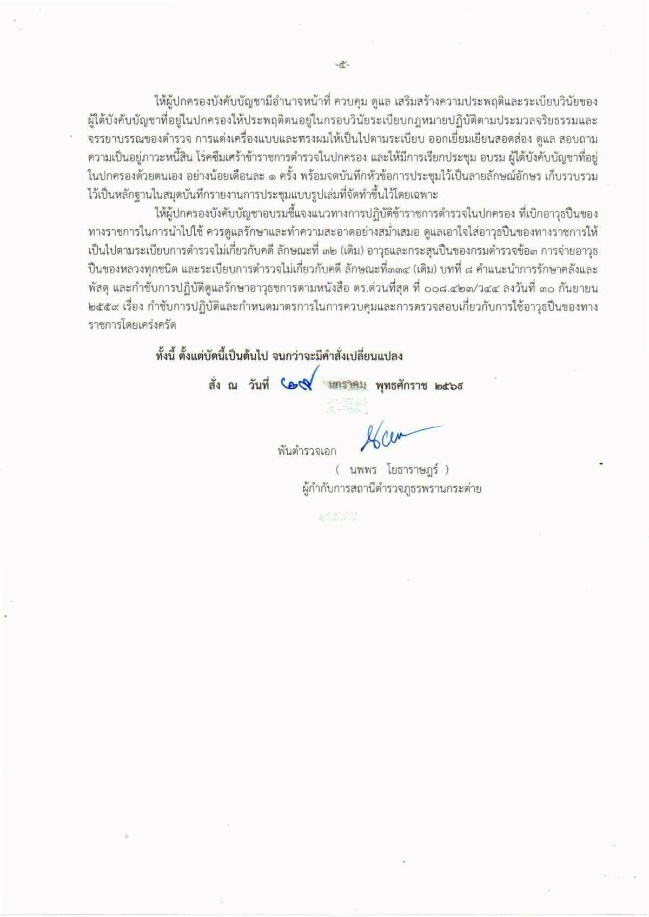 -๕-
ให้ผู้ปกครองบังคับบัญชามีอำนาจหน้าที่ ควบคุม ดูแล เสริมสร้างความประพฤติและระเบียบวินัยของ
ผู้ใต้บังคับบัญชาที่อยู่ในปกครองให้ประพฤติตนอยู่ในกรอบวินัยระเบียบกฎหมายปฏิบัติตามประมวลจริยธรรมและ
จรรยาบรรณของตำรวจ การแต่งเครื่องแบบและทรงผมให้เป็นไปตามระเบียบ ออกเยี่ยมเยียนสอดส่อง ดูแล สอบถาม
ความเป็นอยู่ภาวะหนี้สิน โรคซึมเศร้าข้าราชการตำรวจในปกครอง และให้มีการเรียกประชุม อบรม ผู้ใต้บังคับบัญชาที่อยู่
ในปกครองด้วยตนเอง อย่างน้อยเดือนละ ๑ ครั้ง พร้อมจดบันทึกหัวข้อการประชุมไว้เป็นลายลักษณ์อักษร เก็บรวบรวม
ไว้เป็นหลักฐานในสมุดบันทึกรายงานการประชุมแบบรูปเล่มที่จัดทำขึ้นไว้โดยเฉพาะ
ให้ผู้ปกครองบังคับบัญชาอบรมชี้แจงแนวทางการปฏิบัติข้าราชการตำรวจในปกครอง ที่เบิกอาวุธปืนของ
ทางราชการในการนำไปใช้ ควรดูแลรักษาและทำความสะอาดอย่างสม่ำเสมอ ดูแลเอาใจใส่อาวุธปืนของทางราชการให้
เป็นไปตามระเบียบการตำรวจไม่เกี่ยวกับคดี ลักษณะที่ ๓๒ (เดิม) อาวุธและกระสุนปืนของกรมตำรวจข้อ๓ การจ่ายอาวุธ
ปืนของหลวงทุกชนิด และระเบียบการตำรวจไม่เกี่ยวกับคดี ลักษณะที่๓๓๔ (เดิม) บทที่ ๘ คำแนะนำการรักษาคลังและ
พัสดุ และกำชับการปฏิบัติดูแลรักษาอาวุธชการตามหนังสือ ตร.ด่วนที่สุด ที่ ๐๐๘.๔๒๓/ว๔๔ ลงวันที่ ๓๐ กันยายน
๒๕๕๙ เรื่อง กำชับการปฏิบัติและกำหนดมาตรการในการควบคุมและการตรวจสอบเกี่ยวกับการใช้อาวุธปืนของทาง
ราชการโดยเคร่งครัด
ทั้งนี้ ตั้งแต่บัดนี้เป็นต้นไป จนกว่าจะมีคำสั่งเปลี่ยนแปลง
สั่ง ณ วันที่ ๒๙ มกราคม พุทธศักราช ๒๕๖๙
พันตำรวจเอก
( นพพร โยธาราษฎร์ )
ผู้กำกับการสถานีตำรวจภูธรพรานกระต่าย